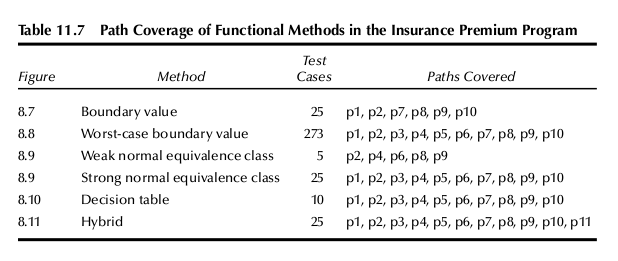 Table 11.7 Path Coverage of Functional Methods in the Insurance Premium Program
Figure Method Test Cases Paths Covered
8.7 Boundary value 25 p1, p2, p7, p8, p9, p10
8.8 Worst-case boundary value 273 p1, p2, p3, p4, p5, p6, p7, p8, p9, p10
8.9 Weak normal equivalence class 5 p2, p4, p6, p8, p9
8.9 Strong normal equivalence class 25 p1, p2, p3, p4, p5, p6, p7, p8, p9, p10
8.10 Decision table 10 p1, p2, p3, p4, p5, p6, p7, p8, p9, p10
8.11 Hybrid 25 p1, p2, p3, p4, p5, p6, p7, p8, p9, p10, p11